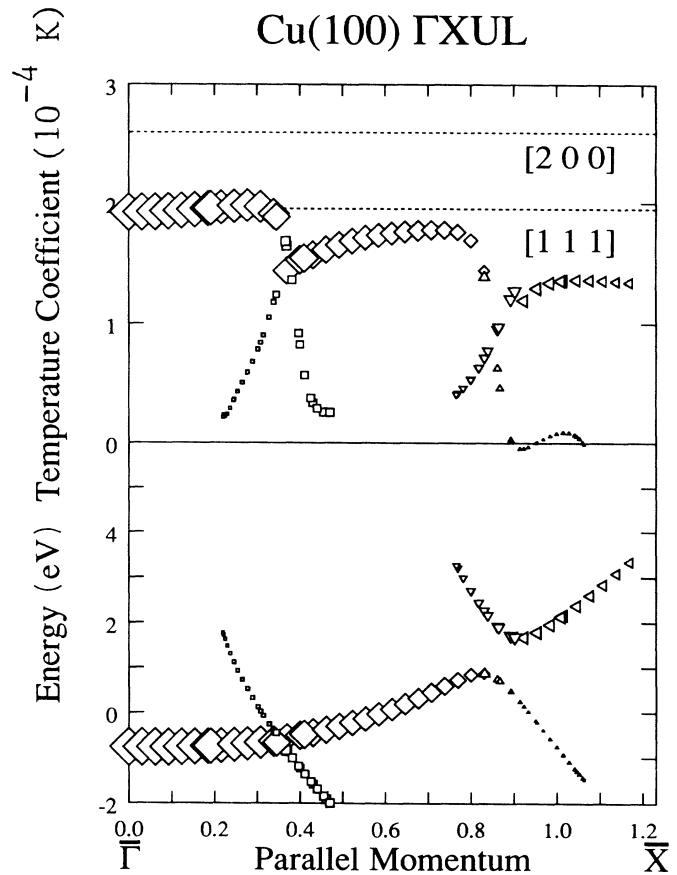 Cu(100) ΓXUL
Temperature Coefficient (10⁻⁴ K)
3
2
1
0
[2 0 0]
[1 1 1]
Energy (eV)
4
2
0
-2
0.0 0.2 0.4 0.6 0.8 1.0 1.2
Γ̅ Parallel Momentum X̅